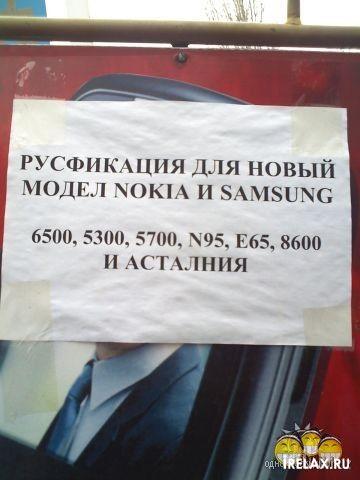 РУСФИКАЦИЯ ДЛЯ НОВЫЙ
МОДЕЛ NOKIA И SAMSUNG
6500, 5300, 5700, N95, E65, 8600
И АСТАЛНИЯ
IRELAX.RU